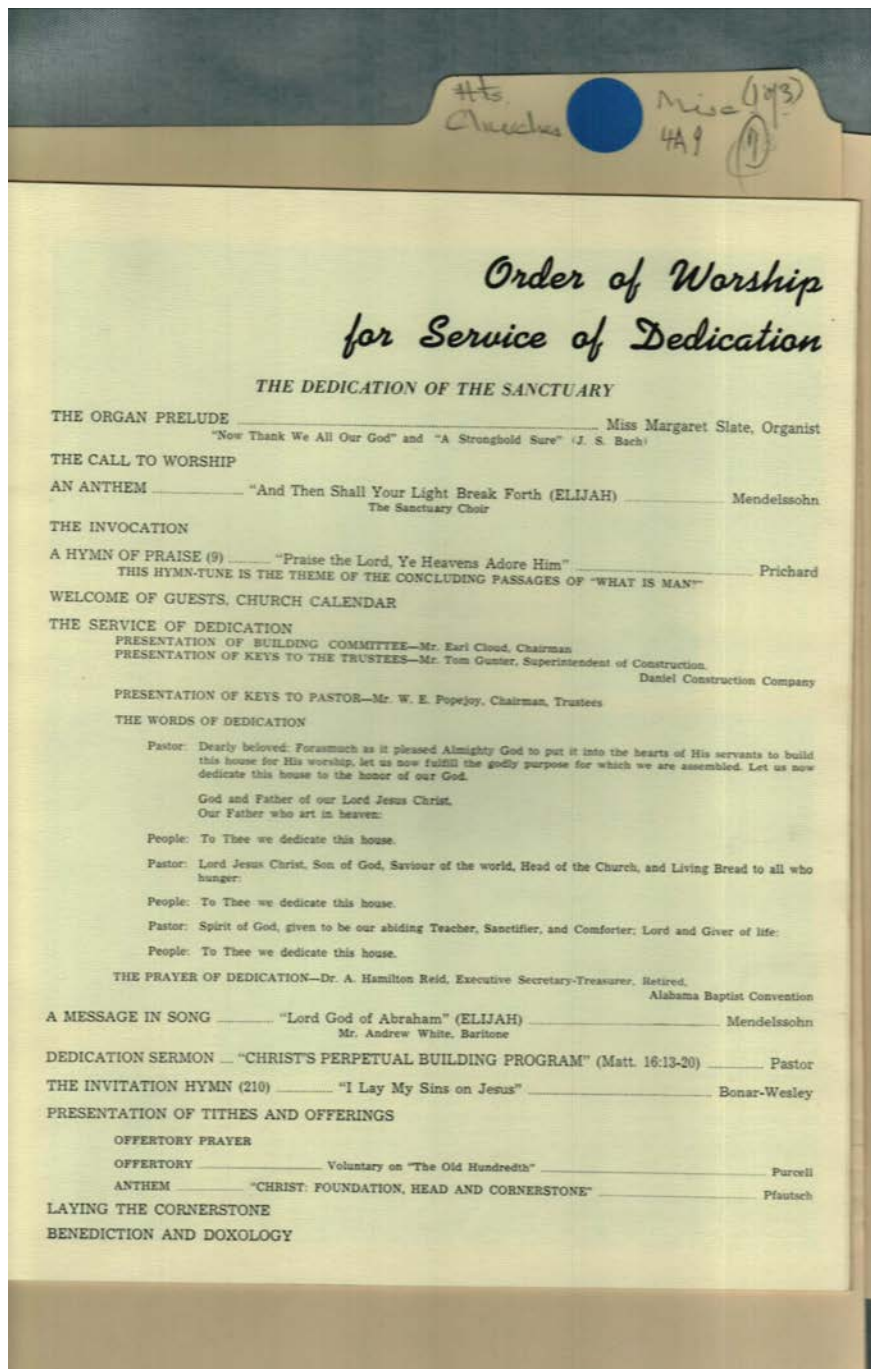 Hts.
Churches
Misc (1 of 3)
4A9
Order of Worship
for Service of Dedication
THE DEDICATION OF THE SANCTUARY
THE ORGAN PRELUDE Miss Margaret Slate, Organist
"Now Thank We All Our God" and "A Stronghold Sure" (J. S. Bach)
THE CALL TO WORSHIP
AN ANTHEM "And Then Shall Your Light Break Forth (ELIJAH) Mendelssohn
The Sanctuary Choir
THE INVOCATION
A HYMN OF PRAISE (9) "Praise the Lord, Ye Heavens Adore Him" Prichard
THIS HYMN-TUNE IS THE THEME OF THE CONCLUDING PASSAGES OF "WHAT IS MAN?"
WELCOME OF GUESTS, CHURCH CALENDAR
THE SERVICE OF DEDICATION
PRESENTATION OF BUILDING COMMITTEE—Mr. Earl Cloud, Chairman
PRESENTATION OF KEYS TO THE TRUSTEES—Mr. Tom Gunter, Superintendent of Construction,
Daniel Construction Company
PRESENTATION OF KEYS TO PASTOR—Mr. W. E. Popejoy, Chairman, Trustees
THE WORDS OF DEDICATION
Pastor: Dearly beloved: Forasmuch as it pleased Almighty God to put it into the hearts of His servants to build
this house for His worship, let us now fulfill the godly purpose for which we are assembled. Let us now
dedicate this house to the honor of our God.
God and Father of our Lord Jesus Christ,
Our Father who art in heaven:
People: To Thee we dedicate this house.
Pastor: Lord Jesus Christ, Son of God, Saviour of the world, Head of the Church, and Living Bread to all who
hunger:
People: To Thee we dedicate this house.
Pastor: Spirit of God, given to be our abiding Teacher, Sanctifier, and Comforter; Lord and Giver of life:
People: To Thee we dedicate this house.
THE PRAYER OF DEDICATION—Dr. A. Hamilton Reid, Executive Secretary-Treasurer, Retired,
Alabama Baptist Convention
A MESSAGE IN SONG "Lord God of Abraham" (ELIJAH) Mendelssohn
Mr. Andrew White, Baritone
DEDICATION SERMON "CHRIST'S PERPETUAL BUILDING PROGRAM" (Matt. 16:13-20) Pastor
THE INVITATION HYMN (210) "I Lay My Sins on Jesus" Bonar-Wesley
PRESENTATION OF TITHES AND OFFERINGS
OFFERTORY PRAYER
OFFERTORY Voluntary on "The Old Hundredth" Purcell
ANTHEM "CHRIST: FOUNDATION, HEAD AND CORNERSTONE" Pfautsch
LAYING THE CORNERSTONE
BENEDICTION AND DOXOLOGY